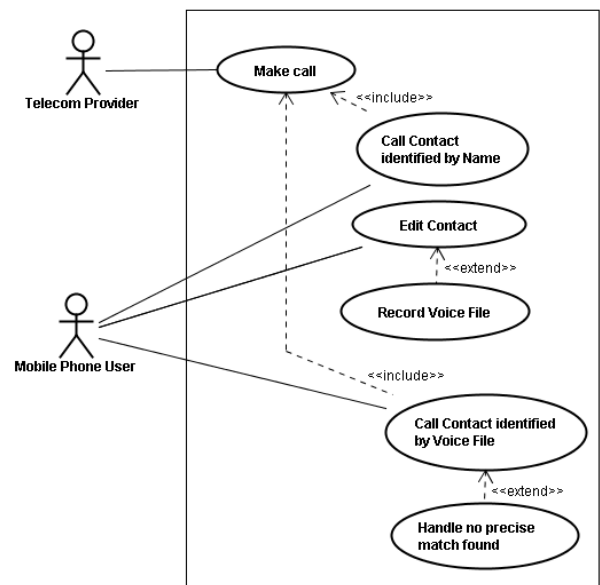 Make call
Telecom Provider
<<include>>
Call Contact
identified by Name
Edit Contact
<<extend>>
Record Voice File
Mobile Phone User
<<include>>
Call Contact identified
by Voice File
<<extend>>
Handle no precise
match found